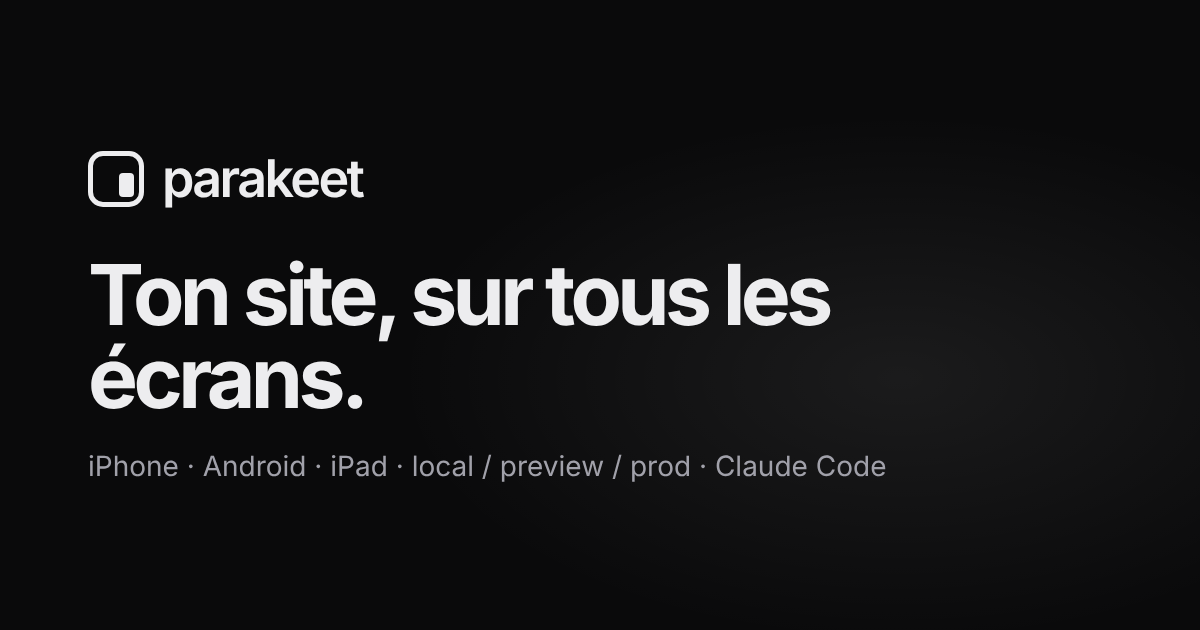 parakeet
Ton site, sur tous les
écrans.
iPhone · Android · iPad · local / preview / prod · Claude Code